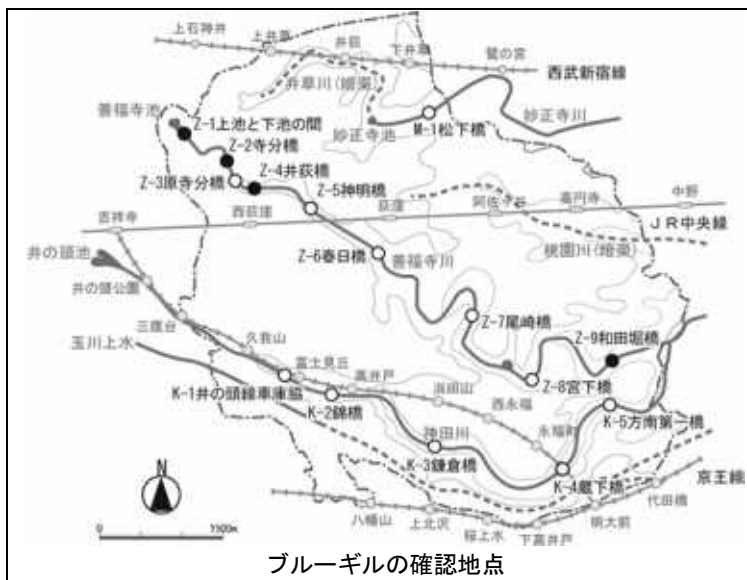 上石神井
上井草
井荻
下井草
鷺の宮
西武新宿線
井草川(暗渠)
善福寺池
Z-1上池と下池の間
Z-2寺分橋
Z-4井荻橋
Z-3原寺分橋
Z-5神明橋
妙正寺池
M-1松下橋
妙正寺川
吉祥寺
西荻窪
荻窪
阿佐ヶ谷
高円寺
中野
JR中央線
桃園川(暗渠)
井の頭池
井の頭公園
Z-6春日橋
善福寺川
三鷹台
Z-7尾崎橋
Z-9和田堀橋
玉川上水
久我山
富士見丘
高井戸
浜田山
Z-8宮下橋
K-1井の頭線車庫脇
K-2錦橋
西永福
永福町
K-5方南第一橋
神田川
K-3鎌倉橋
K-4蔵下橋
京王線
N
0
1100m
八幡山
上北沢
桜上水
下高井戸
明大前
代田橋
ブルーギルの確認地点